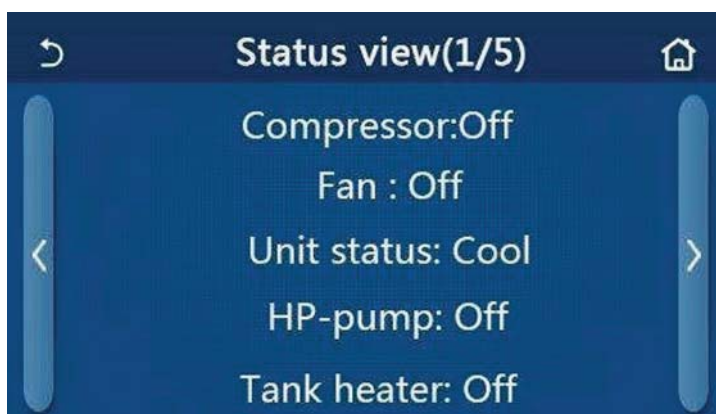 Status view(1/5)
Compressor:Off
Fan : Off
Unit status: Cool
HP-pump: Off
Tank heater: Off